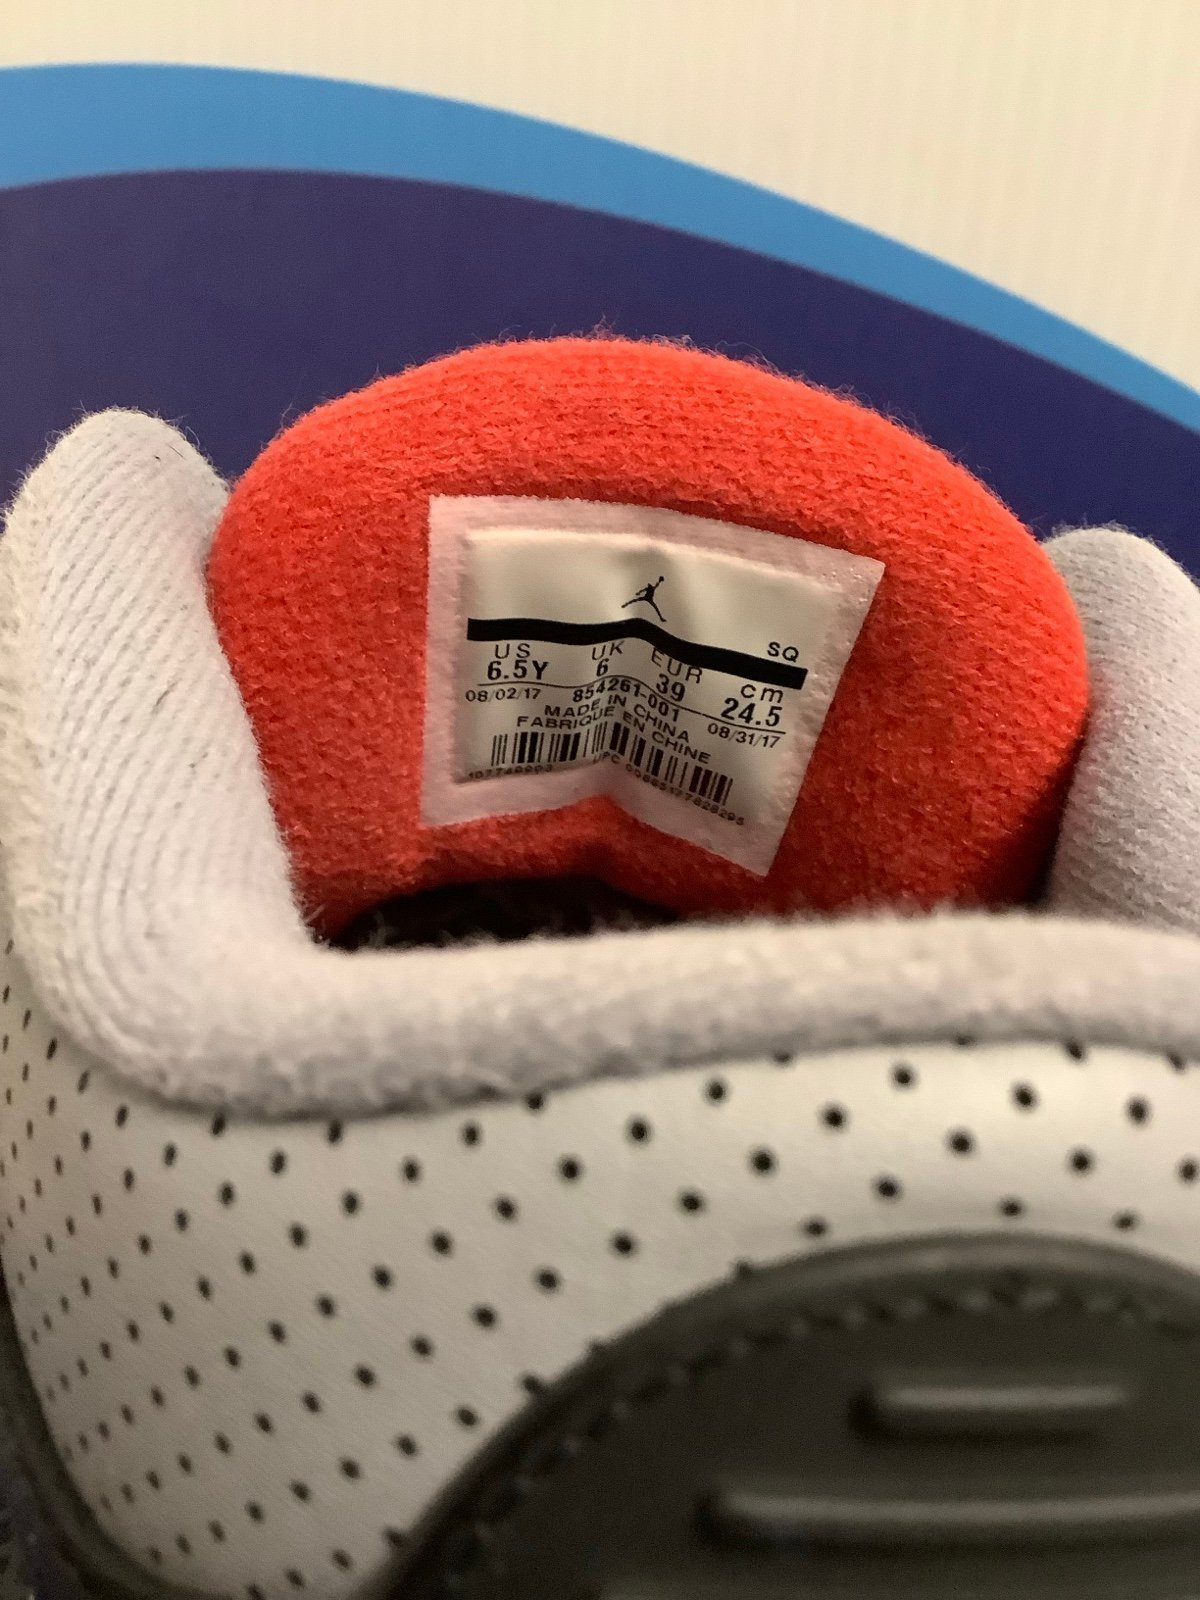 SQ
US UK EUR cm
6.5Y 6 39 24.5
08/02/17 854261-001 08/31/17
MADE IN CHINA
FABRIQUE EN CHINE
UPC